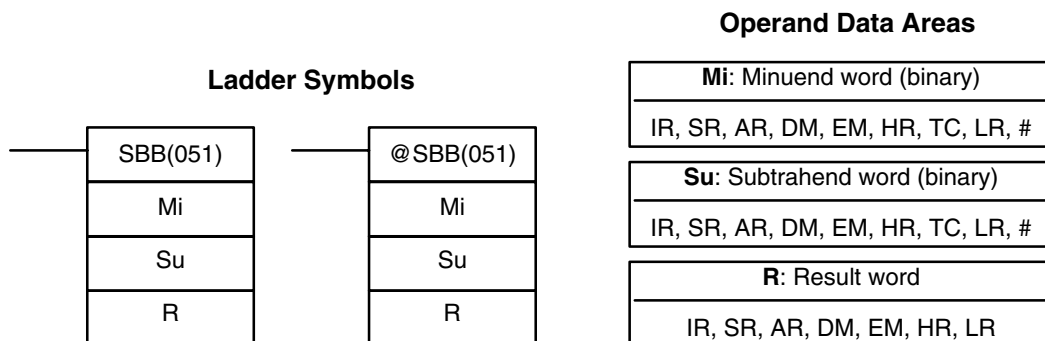 Ladder Symbols
SBB(051)
Mi
Su
R
@SBB(051)
Mi
Su
R
Operand Data Areas
Mi: Minuend word (binary)
IR, SR, AR, DM, EM, HR, TC, LR, #
Su: Subtrahend word (binary)
IR, SR, AR, DM, EM, HR, TC, LR, #
R: Result word
IR, SR, AR, DM, EM, HR, LR